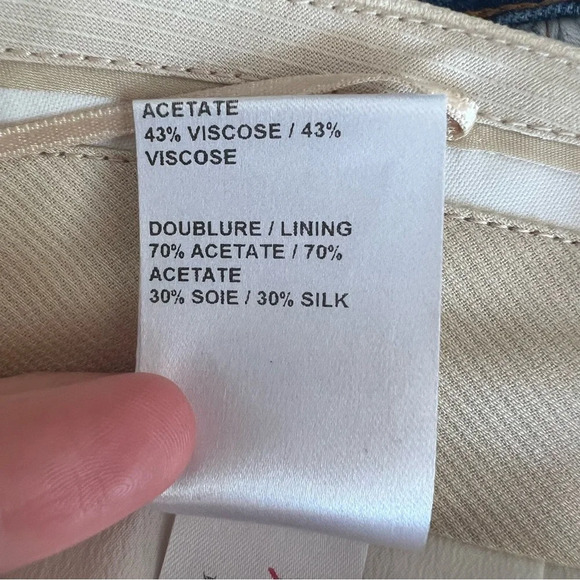 ACETATE
43% VISCOSE / 43%
VISCOSE
DOUBLURE / LINING
70% ACETATE / 70%
ACETATE
30% SOIE / 30% SILK